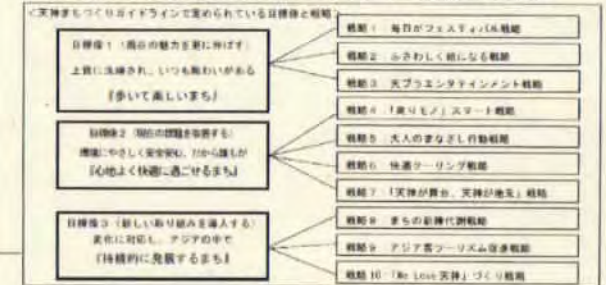 ＜天神まちづくりガイドラインで定められている目標像と戦略＞
目標像１（現在の魅力を更に伸ばす）
上質に洗練され、いつも賑わいがある
『歩いて楽しいまち』
目標像２（現在の課題を改善する）
環境にやさしく安全安心、だから誰もが
『心地よく快適に過ごせるまち』
目標像３（新しい取り組みを導入する）
変化に対応し、アジアの中で
『持続的に発展するまち』
戦略１ 毎日がフェスティバル戦略
戦略２ ふさわしく絵になる戦略
戦略３ 天ブラエンタテインメント戦略
戦略４ 「乗りモノ」スマート戦略
戦略５ 大人のまなざし行動戦略
戦略６ 快適クーリング戦略
戦略７ 「天神が舞台、天神が地元」戦略
戦略８ まちの新陳代謝戦略
戦略９ アジア客ツーリズム促進戦略
戦略10 「We Love 天神」づくり戦略